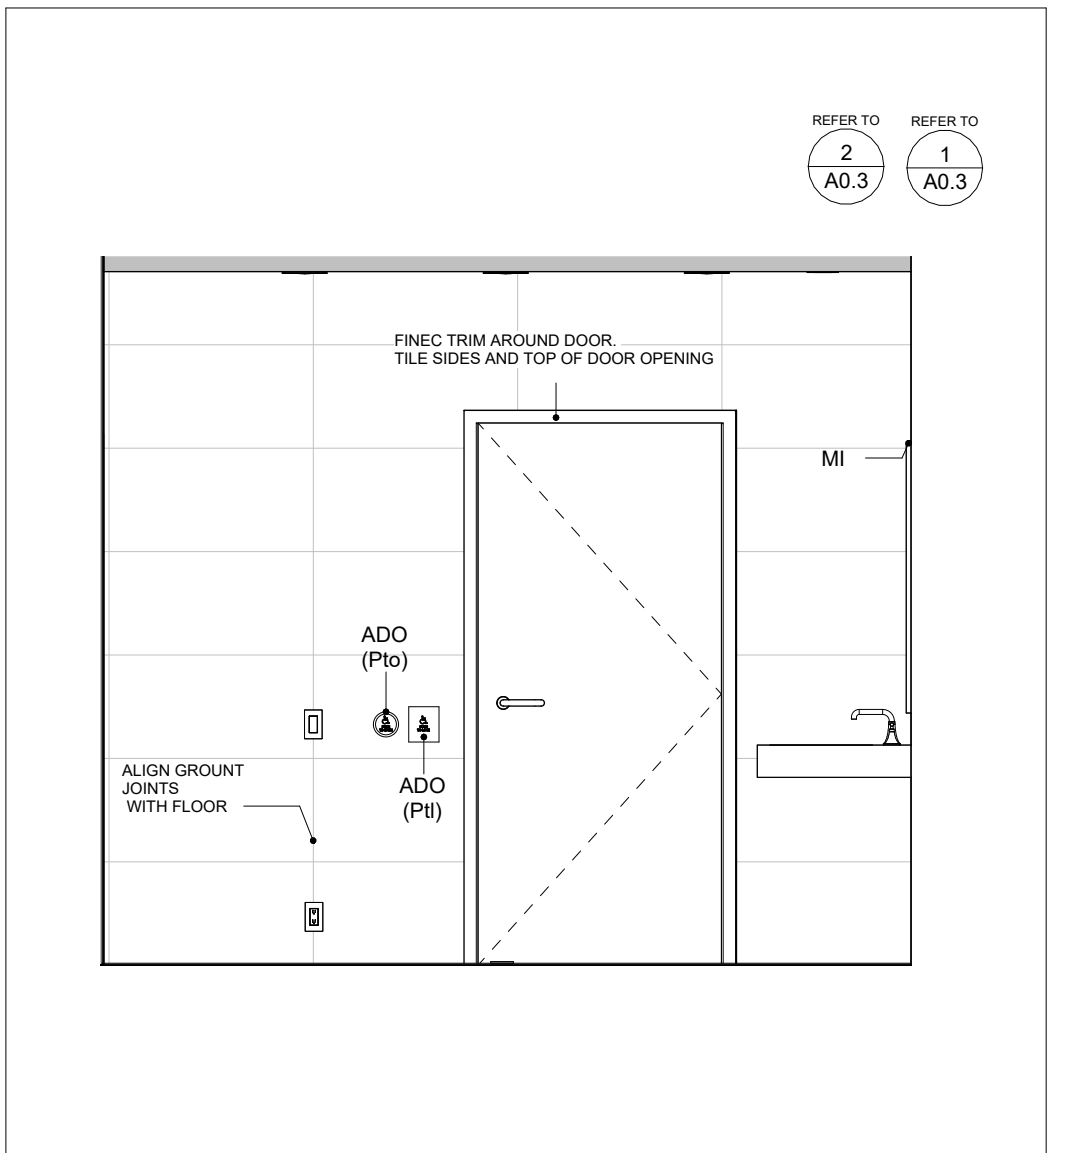 REFER TO
REFER TO
2
A0.3
1
A0.3
FINEC TRIM AROUND DOOR.
TILE SIDES AND TOP OF DOOR OPENING
MI
ADO
(Pto)
ALIGN GROUNT
JOINTS
WITH FLOOR
ADO
(Ptl)